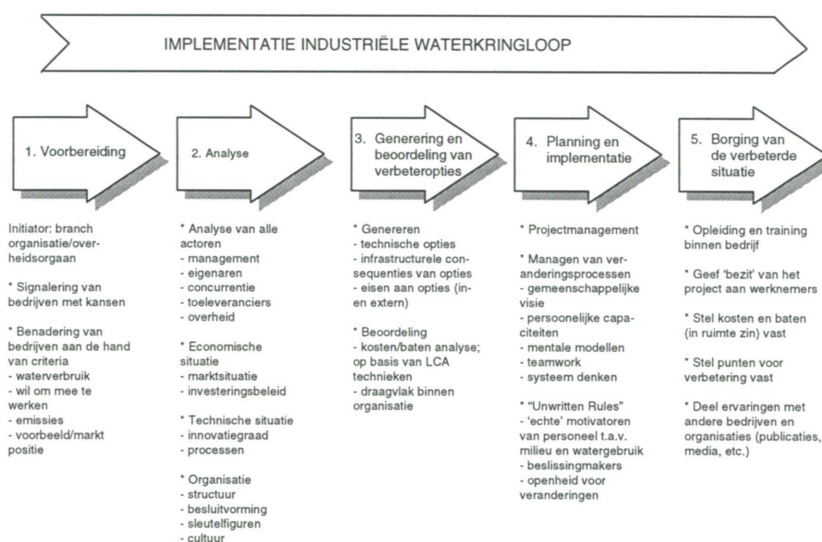 IMPLEMENTATIE INDUSTRIËLE WATERKRINGLOOP
1. Voorbereiding
Initiator: branch
organisatie/over-
heidsorgaan
* Signalering van
bedrijven met kansen
* Benadering van
bedrijven aan de hand
van criteria
- waterverbruik
- wil om mee te
werken
- emissies
- voorbeeld/markt
positie
2. Analyse
* Analyse van alle
actoren
- management
- eigenaren
- concurrentie
- toeleveranciers
- overheid
* Economische
situatie
- marktsituatie
- investeringsbeleid
* Technische situatie
- innovatiegraad
- processen
* Organisatie
- structuur
- besluitvorming
- sleutelfiguren
- cultuur
3. Generering en
beoordeling van
verbeteropties
* Genereren
- technische opties
- infrastructurele con-
sequenties van opties
- eisen aan opties (in-
en extern)
* Beoordeling
- kosten/baten analyse;
op basis van LCA
technieken
- draagvlak binnen
organisatie
4. Planning en
implementatie
* Projectmanagement
* Managen van ver-
anderingsprocessen
- gemeenschappelijke
visie
- persoonelijke capa-
citeiten
- mentale modellen
- teamwork
- systeem denken
* "Unwritten Rules"
- 'echte' motivatoren
van personeel t.a.v.
milieu en watergebruik
- beslissingmakers
- openheid voor
veranderingen
5. Borging van
de verbeterde
situatie
* Opleiding en training
binnen bedrijf
* Geef 'bezit' van het
project aan werknemers
* Stel kosten en baten
(in ruimte zin) vast
* Stel punten voor
verbetering vast
* Deel ervaringen met
andere bedrijven en
organisaties (publicaties,
media, etc.)